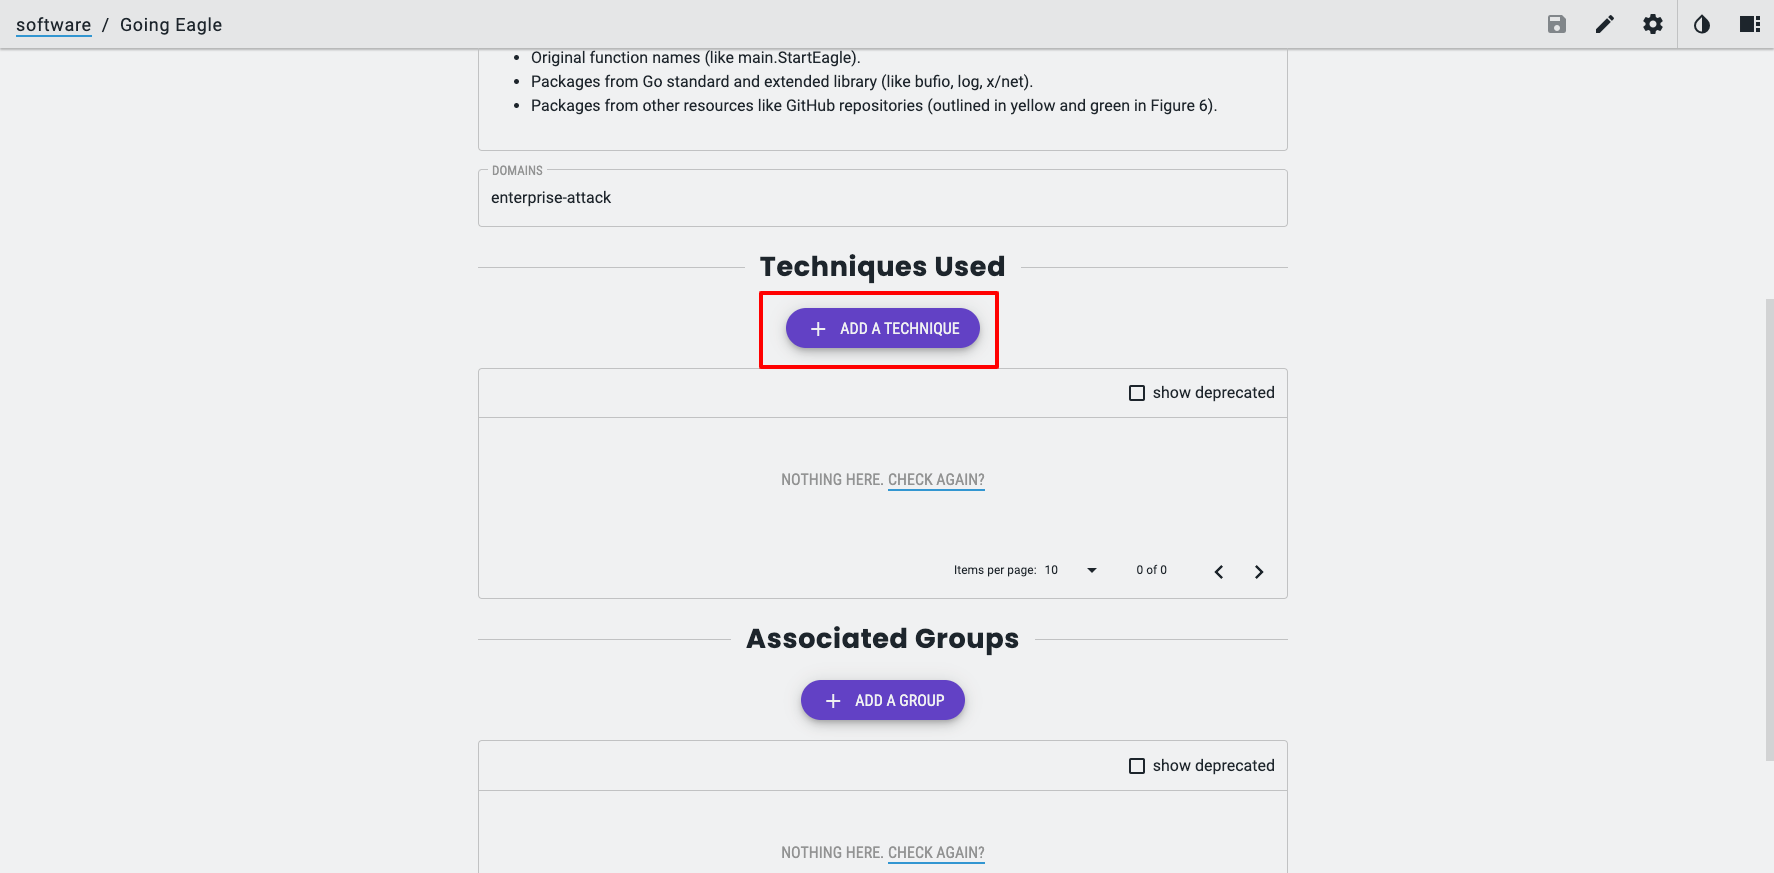 software / Going Eagle
Original function names (like main.StartEagle).
Packages from Go standard and extended library (like bufio, log, x/net).
Packages from other resources like GitHub repositories (outlined in yellow and green in Figure 6).
DOMAINS
enterprise-attack
Techniques Used
ADD A TECHNIQUE
show deprecated
NOTHING HERE. CHECK AGAIN?
Items per page: 10 0 of 0
Associated Groups
ADD A GROUP
show deprecated
NOTHING HERE. CHECK AGAIN?